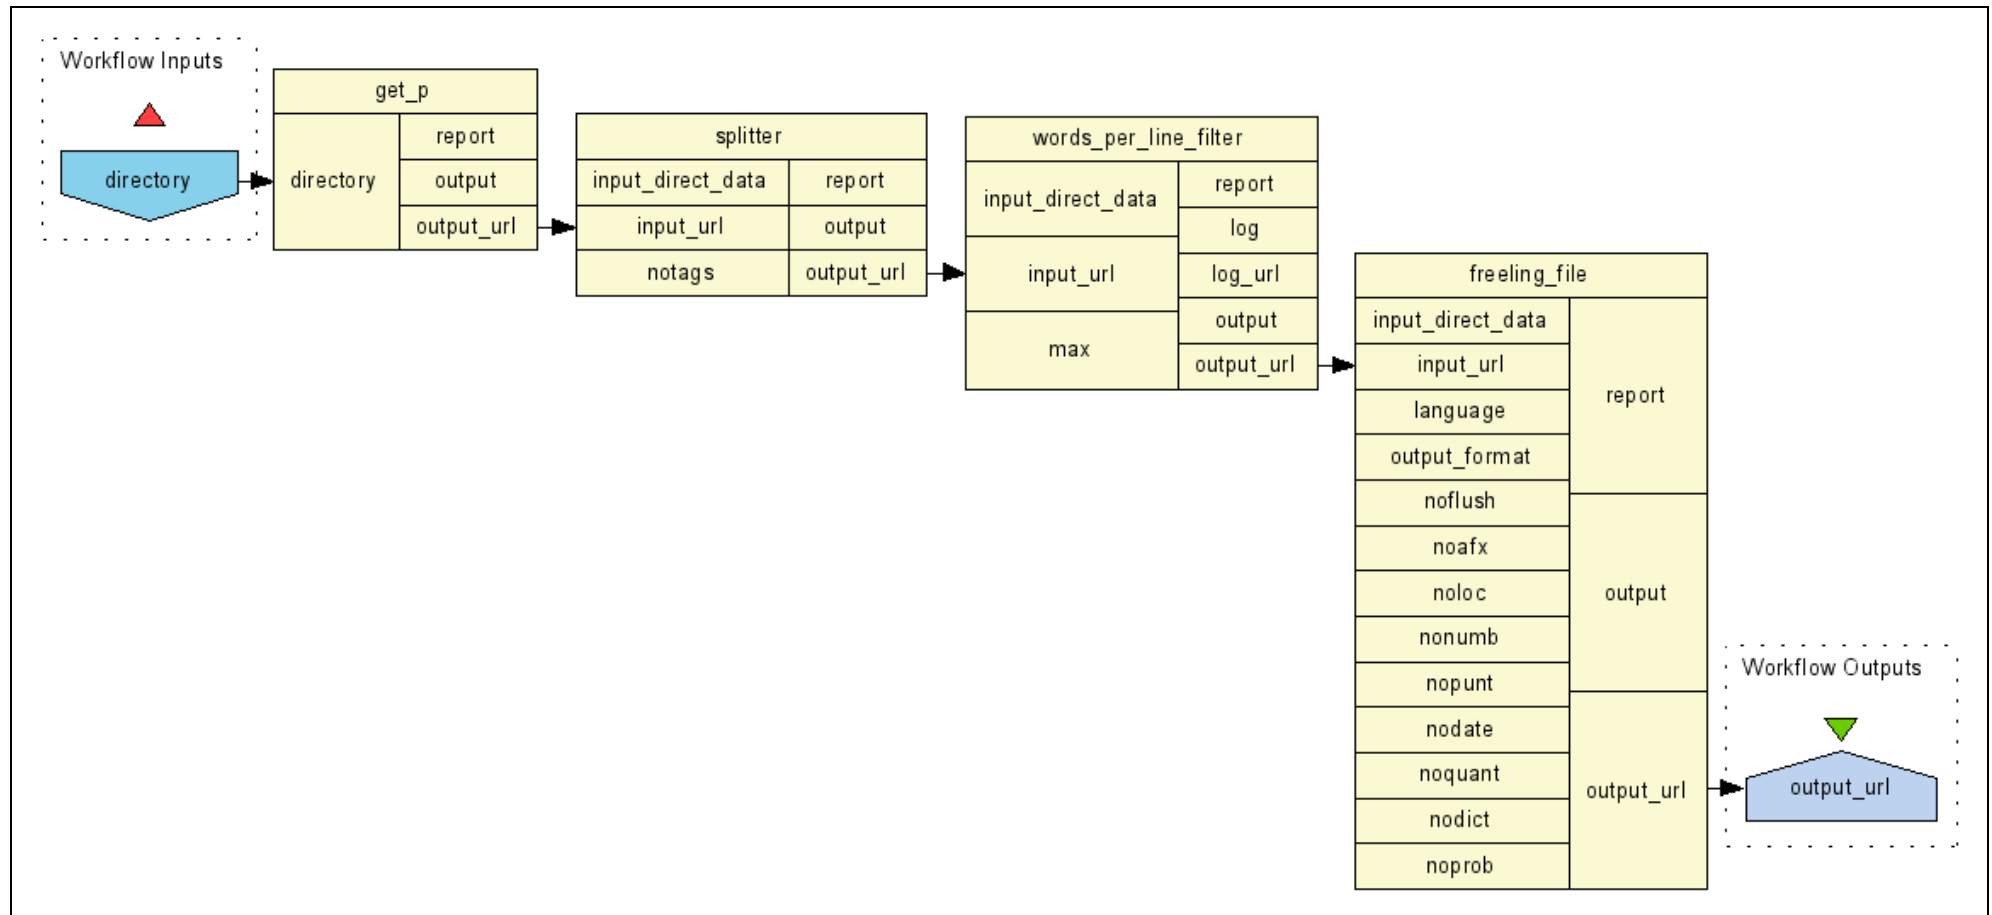 Workflow Inputs
directory
get_p
directory
report
output
output_url
splitter
input_direct_data
input_url
notags
report
output
output_url
words_per_line_filter
input_direct_data
input_url
max
report
log
log_url
output
output_url
freeling_file
input_direct_data
input_url
language
output_format
noflush
noafx
noloc
nonumb
nopunt
nodate
noquant
nodict
noprob
report
output
output_url
Workflow Outputs
output_url